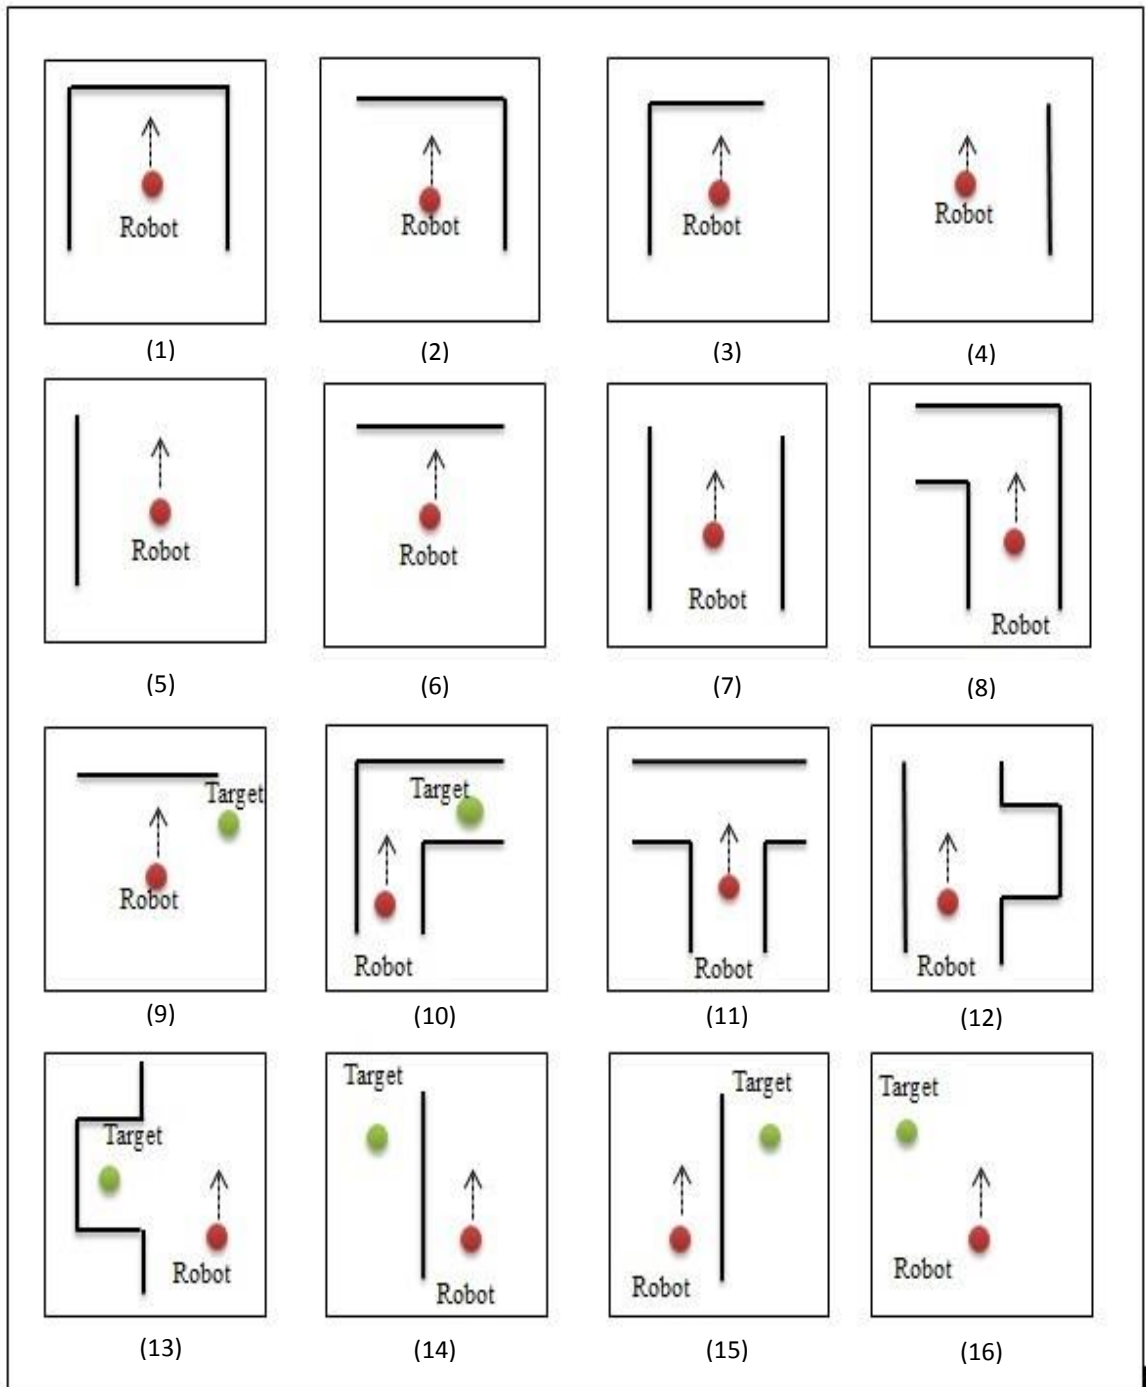 Robot
Robot
Robot
Robot
(1)
(2)
(3)
(4)
Robot
Robot
Robot
Robot
(5)
(6)
(7)
(8)
Target
Robot
Target
Robot
Robot
Robot
(9)
(10)
(11)
(12)
Target
Robot
Target
Robot
Target
Robot
Target
Robot
(13)
(14)
(15)
(16)